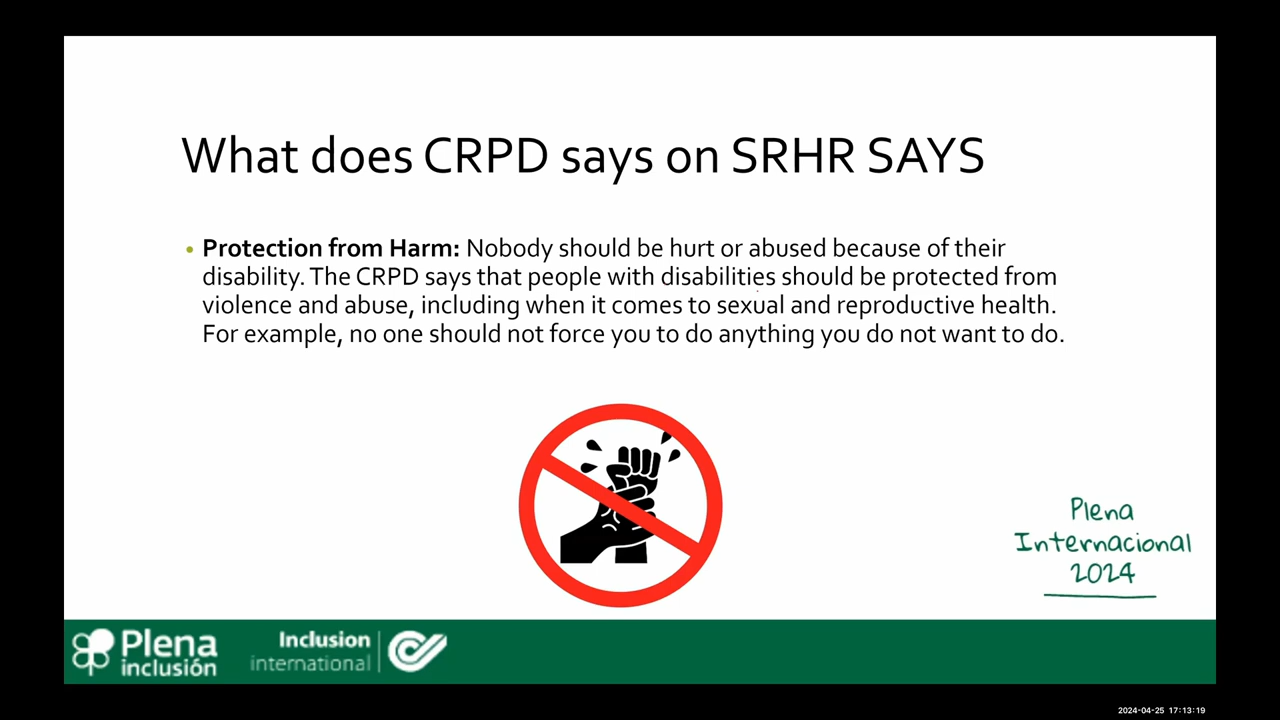 What does CRPD says on SRHR SAYS
• Protection from Harm: Nobody should be hurt or abused because of their
disability. The CRPD says that people with disabilities should be protected from
violence and abuse, including when it comes to sexual and reproductive health.
For example, no one should not force you to do anything you do not want to do.
Plena
Internacional
2024
Plena
inclusión
Inclusion
international
2024-04-25 17:13:19